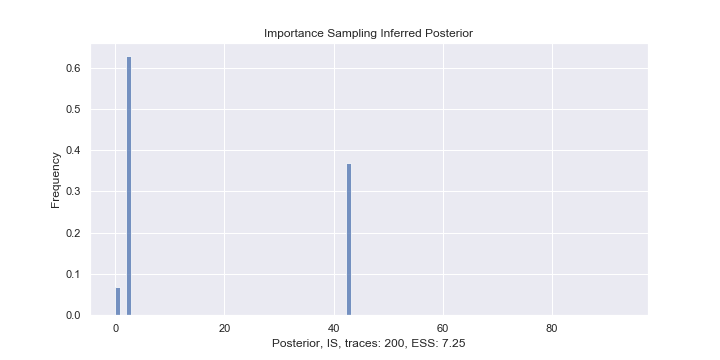 Importance Sampling Inferred Posterior
Frequency
0.6
0.5
0.4
0.3
0.2
0.1
0.0
0 20 40 60 80
Posterior, IS, traces: 200, ESS: 7.25